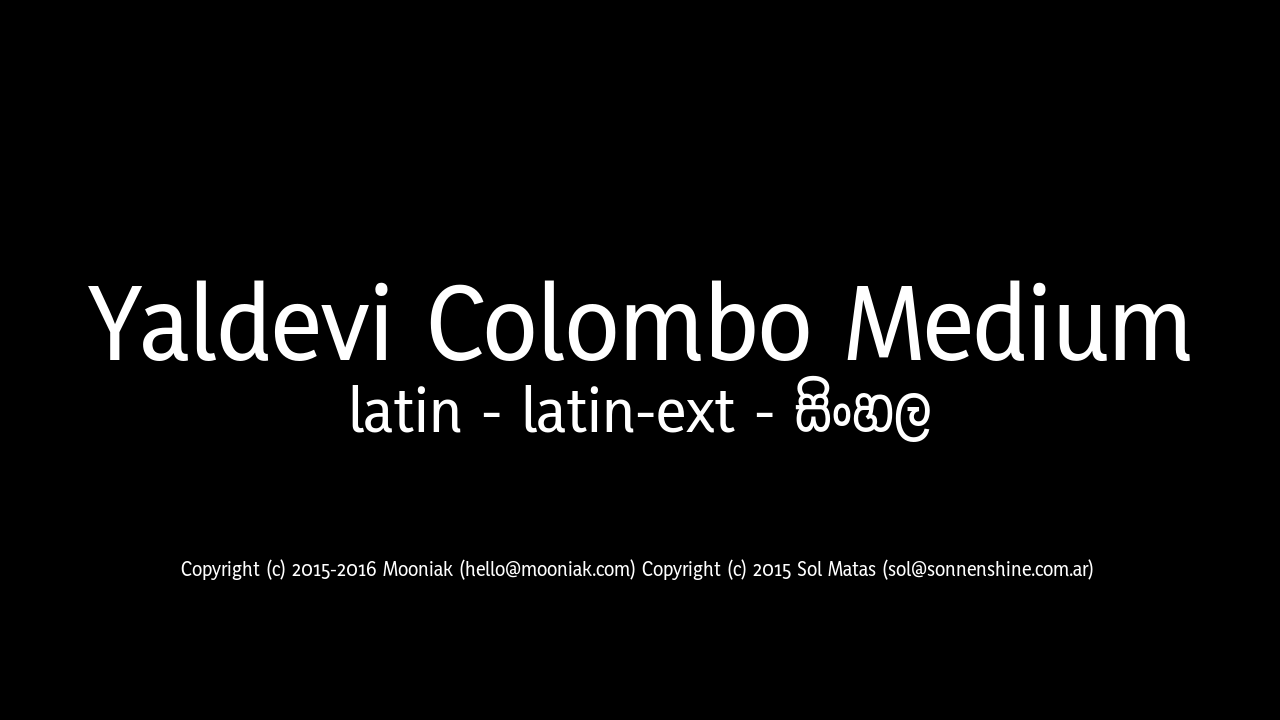 Yaldevi Colombo Medium
latin - latin-ext - සිංහල
Copyright (c) 2015-2016 Mooniak (hello@mooniak.com) Copyright (c) 2015 Sol Matas (sol@sonnenshine.com.ar)